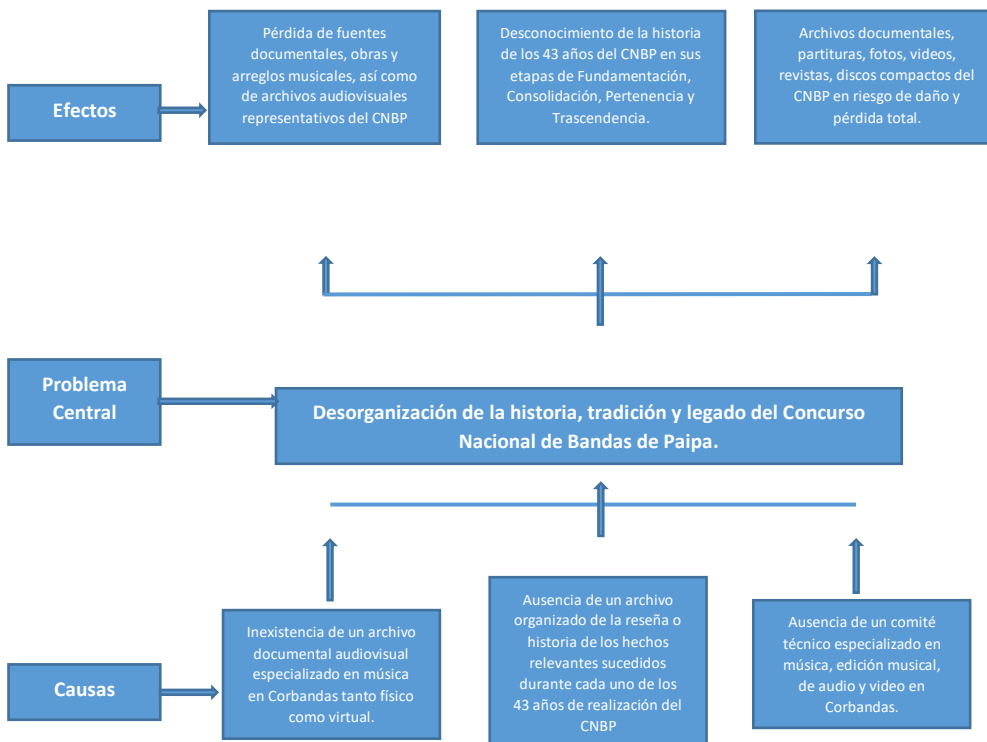 Efectos
Pérdida de fuentes
documentales, obras y
arreglos musicales, así como
de archivos audiovisuales
representativos del CNBP
Desconocimiento de la historia
de los 43 años del CNBP en sus
etapas de Fundamentación,
Consolidación, Pertenencia y
Trascendencia.
Archivos documentales,
partituras, fotos, videos,
revistas, discos compactos del
CNBP en riesgo de daño y
pérdida total.
Problema
Central
Desorganización de la historia, tradición y legado del Concurso
Nacional de Bandas de Paipa.
Causas
Inexistencia de un archivo
documental audiovisual
especializado en música
en Corbandas tanto físico
como virtual.
Ausencia de un archivo
organizado de la reseña o
historia de los hechos
relevantes sucedidos
durante cada uno de los
43 años de realización del
CNBP
Ausencia de un comité
técnico especializado en
música, edición musical,
de audio y video en
Corbandas.